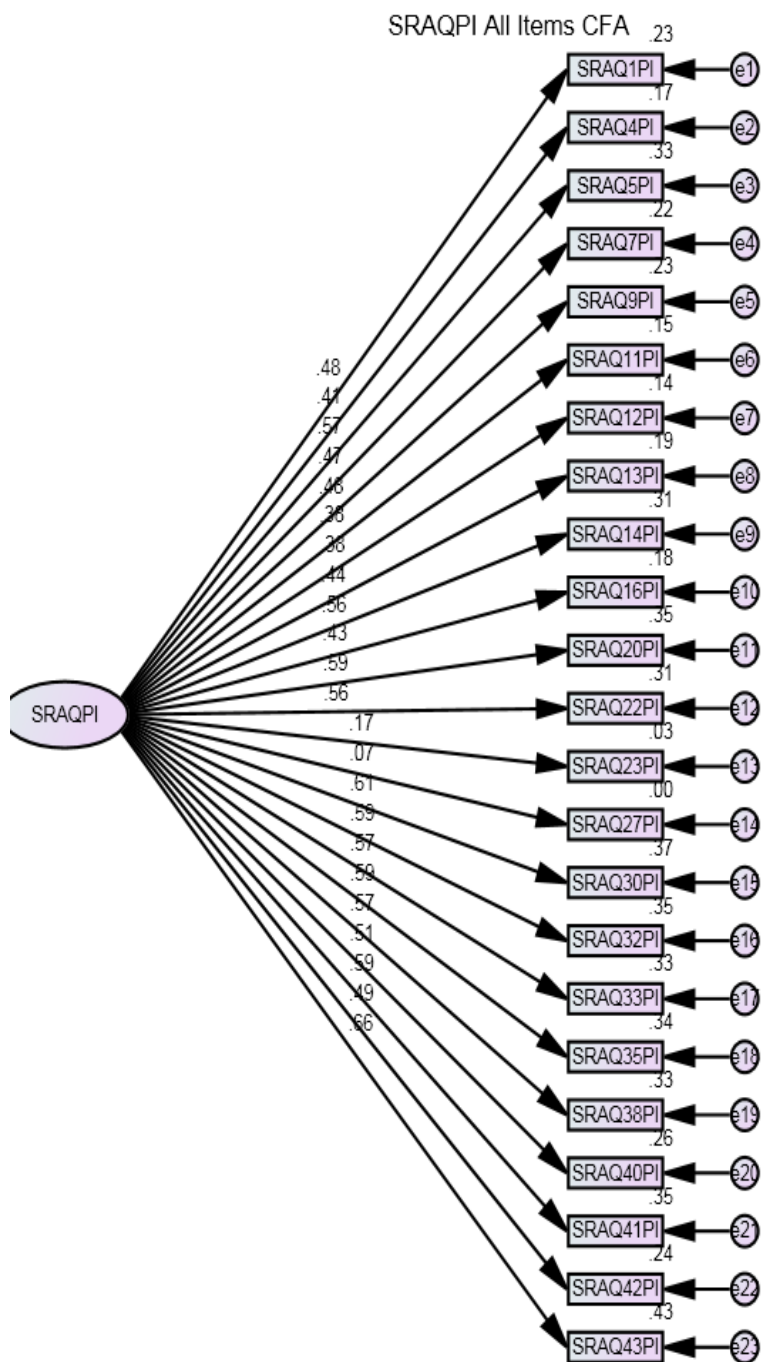 SRAQPI All Items CFA
.23
SRAQ1PI
e1
.17
SRAQ4PI
e2
.33
SRAQ5PI
e3
.22
SRAQ7PI
e4
.23
SRAQ9PI
e5
.15
SRAQ11PI
e6
.14
SRAQ12PI
e7
.19
SRAQ13PI
e8
.31
SRAQ14PI
e9
.18
SRAQ16PI
e10
.35
SRAQ20PI
e11
.31
SRAQ22PI
e12
.03
SRAQ23PI
e13
.00
SRAQ27PI
e14
.37
SRAQ30PI
e15
.35
SRAQ32PI
e16
.33
SRAQ33PI
e17
.34
SRAQ35PI
e18
.33
SRAQ38PI
e19
.26
SRAQ40PI
e20
.35
SRAQ41PI
e21
.24
SRAQ42PI
e22
.43
SRAQ43PI
e23
.48
.41
.57
.47
.48
.38
.38
.44
.56
.43
.59
.56
.17
.07
.61
.59
.57
.59
.57
.51
.59
.49
.66
SRAQPI